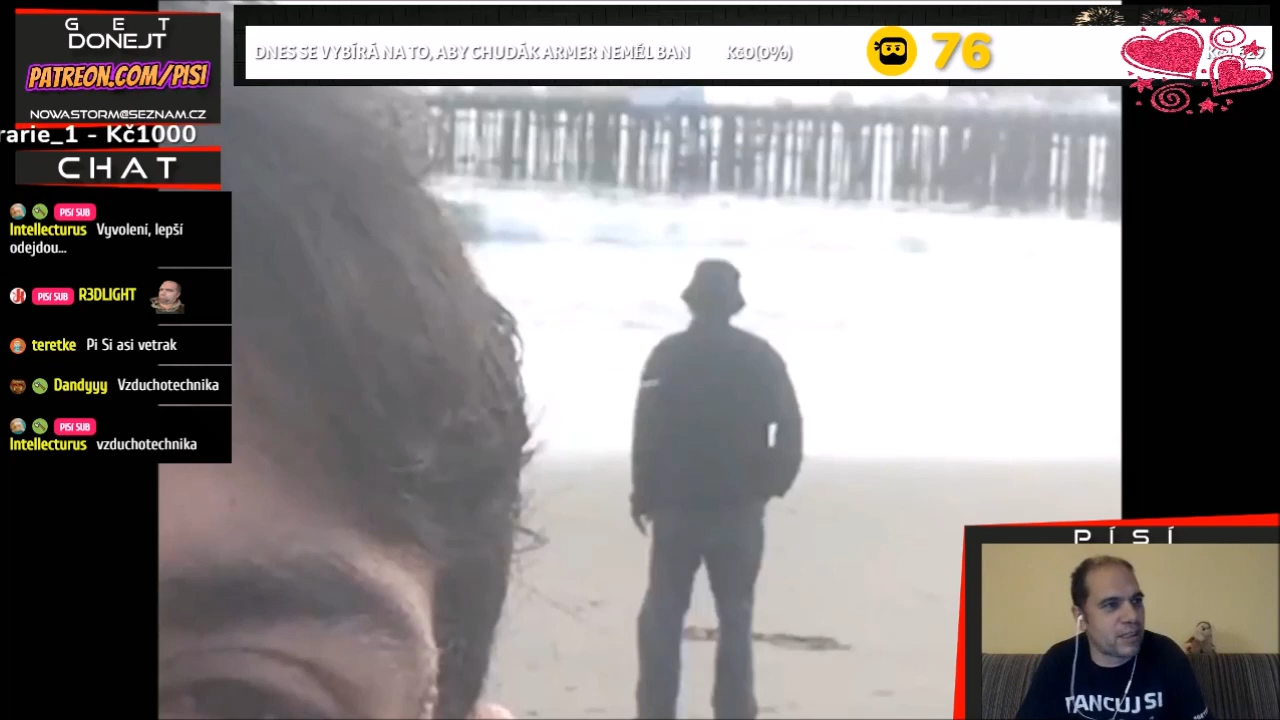 GET
DONEJT
PATREON.COM/PISI
NOWASTORM@SEZNAM.CZ
DNES SE VYBÍRÁ NA TO, ABY CHUDÁK ARMER NEMĚL BAN Kč0 (0%)
76
rarie_1 - Kč1000
CHAT
PISI SUB
Intellecturus Vyvolení, lepší
odejdou...
PISI SUB R3DLIGHT
teretke Pi Si asi vetrak
Dandyyy Vzduchotechnika
PISI SUB
Intellecturus vzduchotechnika
PÍSÍ
TANCUJ SI